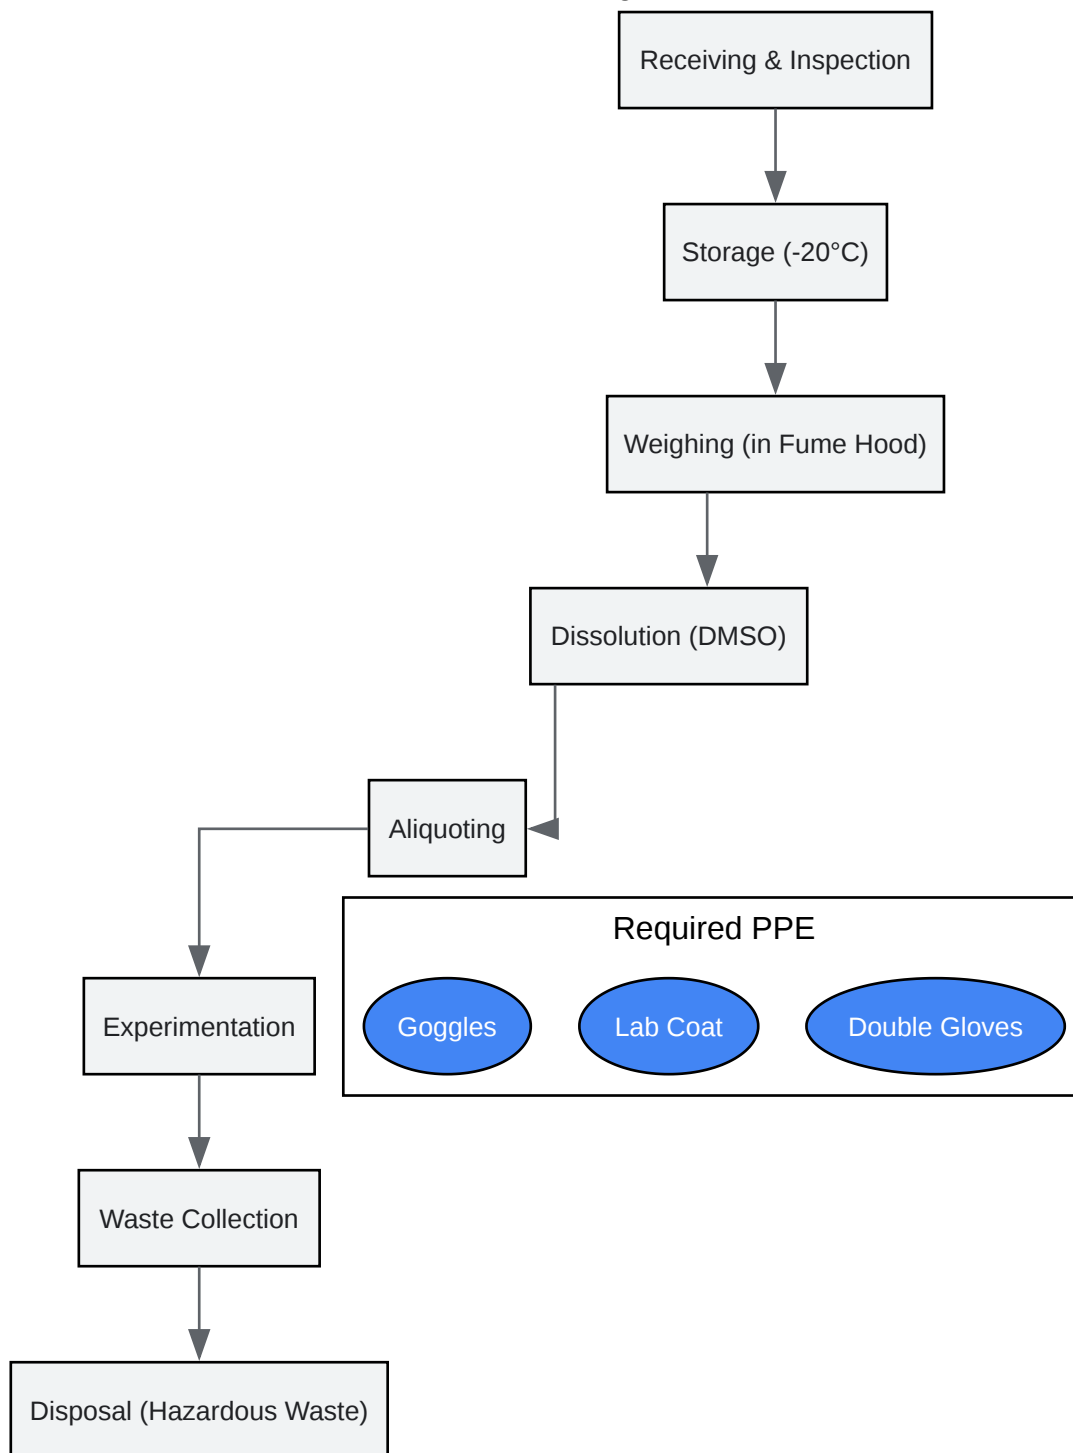 Receiving & Inspection
Storage (-20°C)
Weighing (in Fume Hood)
Dissolution (DMSO)
Aliquoting
Required PPE
Goggles
Lab Coat
Double Gloves
Experimentation
Waste Collection
Disposal (Hazardous Waste)